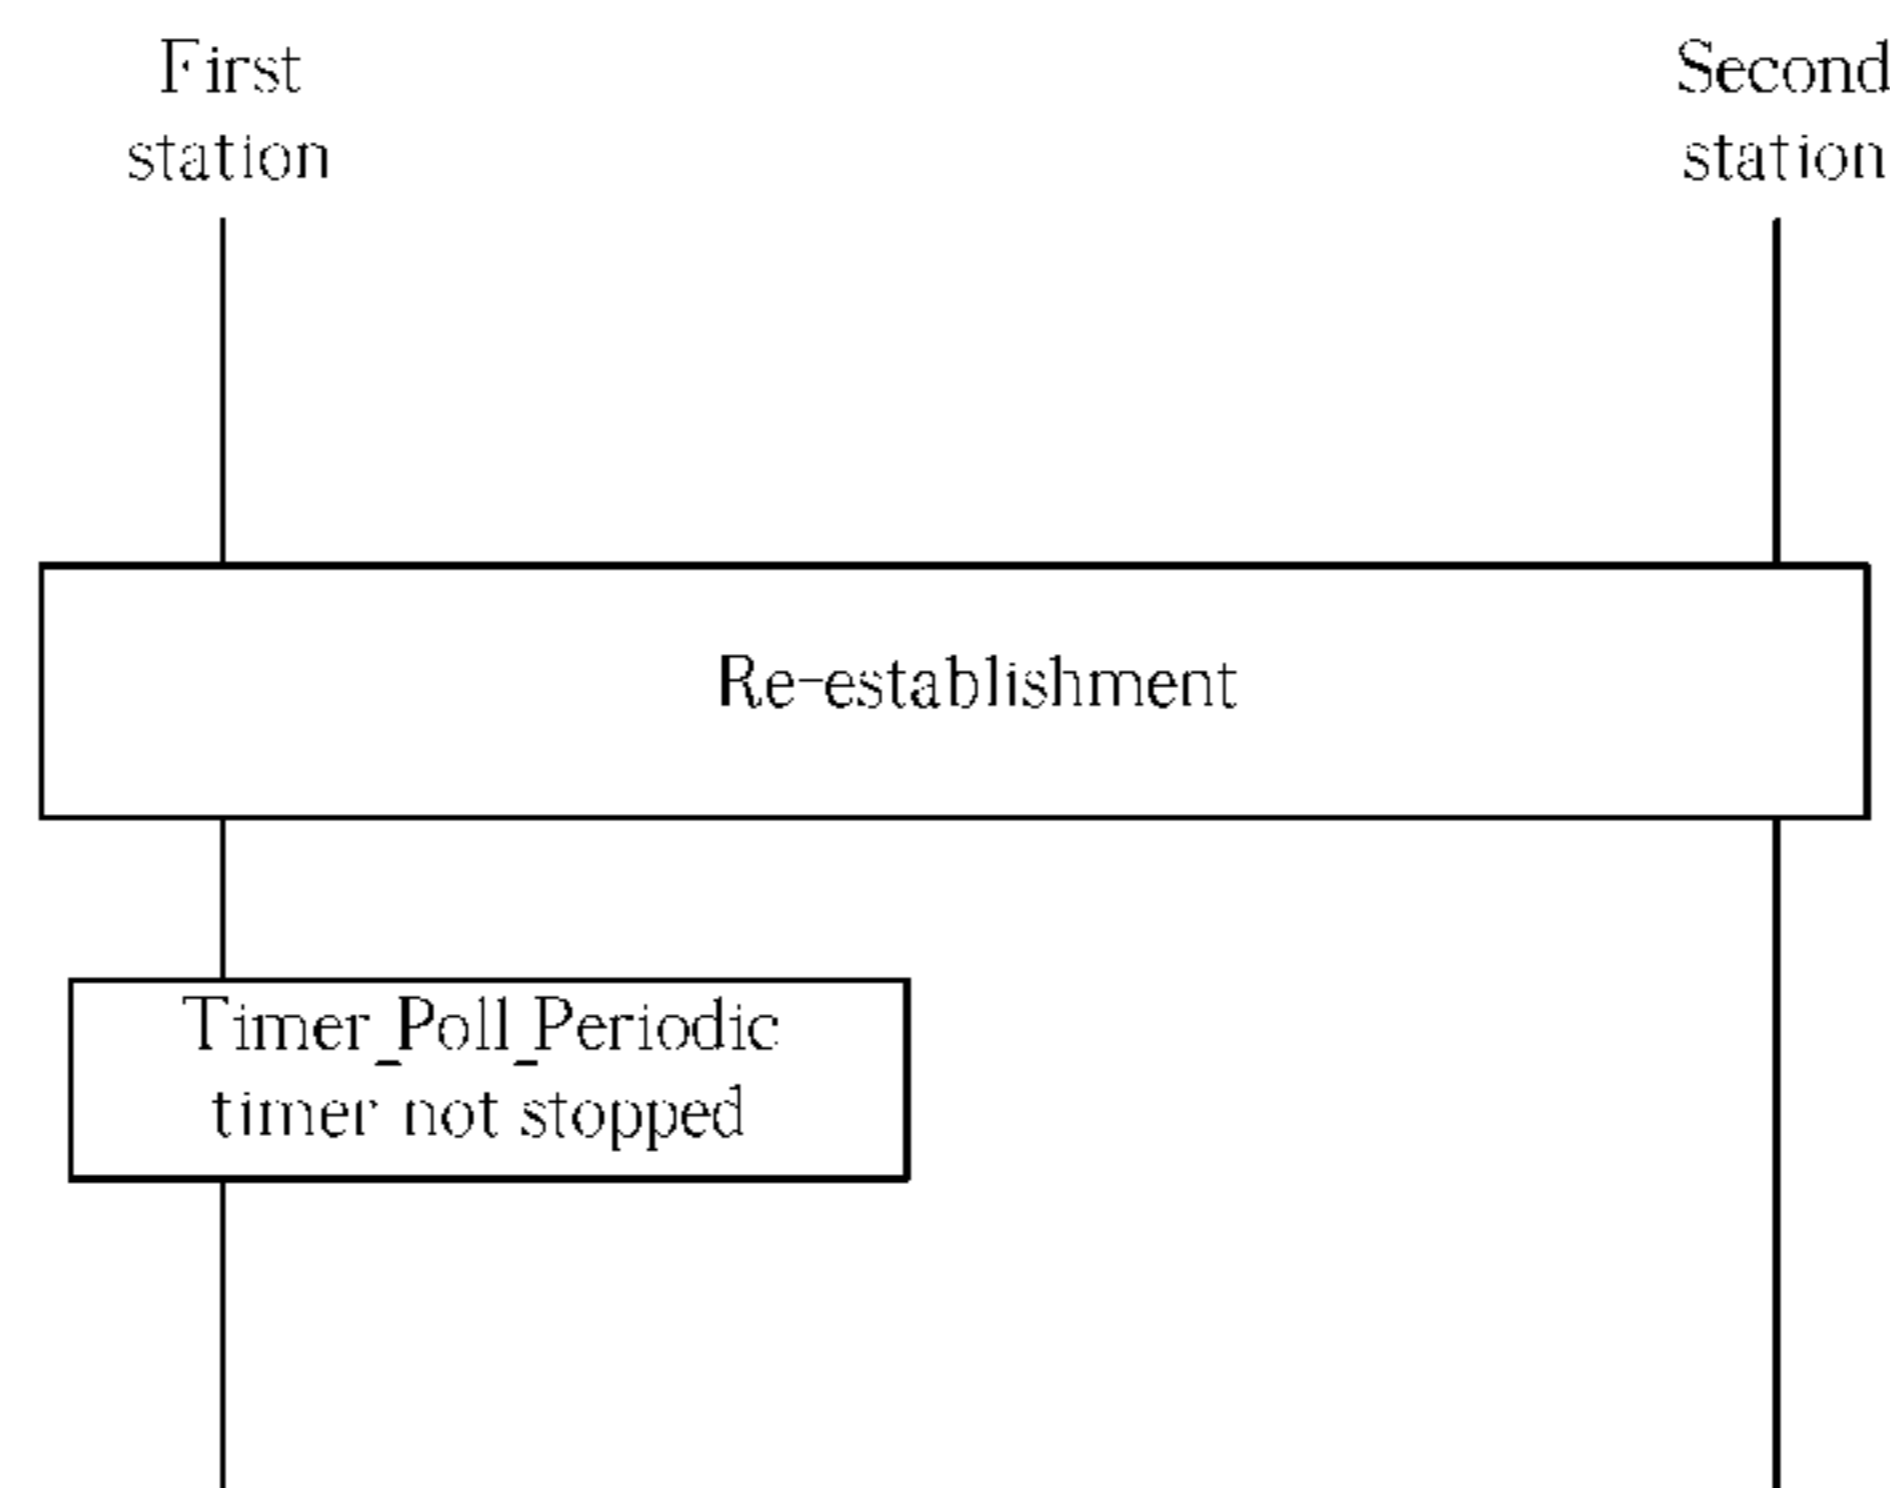 First
station
Second
station
Re-establishment
Timer_Poll_Periodic
timer not stopped